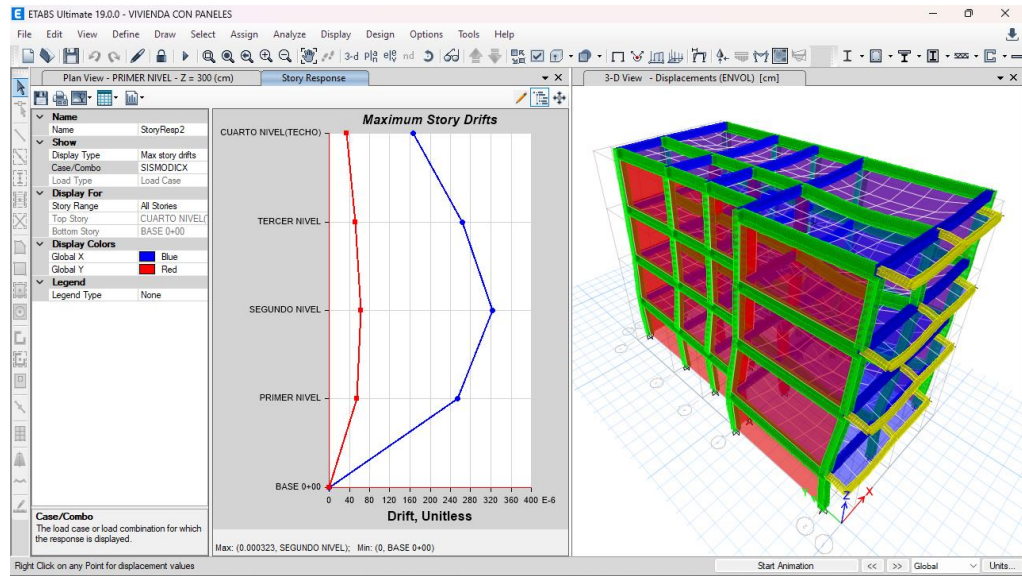 ETABS Ultimate 19.0.0 - VIVIENDA CON PANELES
File Edit View Define Draw Select Assign Analyze Display Design Options Tools Help
3-d nd
Plan View - PRIMER NIVEL - Z = 300 (cm) Story Response
Name
Name StoryResp2
Show
Display Type Max story drifts
Case/Combo SISMODICX
Load Type Load Case
Display For
Story Range All Stories
Top Story CUARTO NIVEL(
Bottom Story BASE 0+00
Display Colors
Global X Blue
Global Y Red
Legend
Legend Type None
Case/Combo
The load case or load combination for which
the response is displayed.
Maximum Story Drifts
CUARTO NIVEL(TECHO)
TERCER NIVEL
SEGUNDO NIVEL
PRIMER NIVEL
BASE 0+00
0 40 80 120 160 200 240 280 320 360 400 E-6
Drift, Unitless
Max: (0.000323, SEGUNDO NIVEL); Min: (0, BASE 0+00)
3-D View - Displacements (ENVOL) [cm]
Z
X
Right Click on any Point for displacement values
Start Animation << >> Global Units...